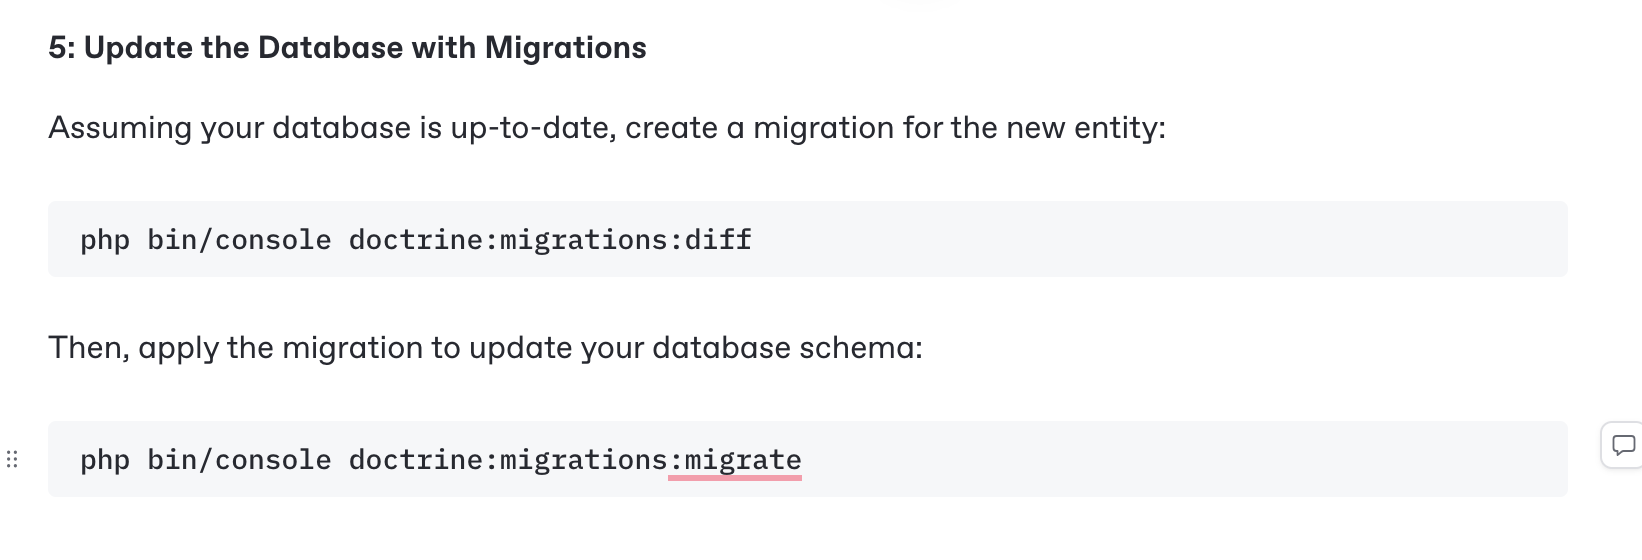 5: Update the Database with Migrations
Assuming your database is up-to-date, create a migration for the new entity:
php bin/console doctrine:migrations:diff
Then, apply the migration to update your database schema:
php bin/console doctrine:migrations:migrate